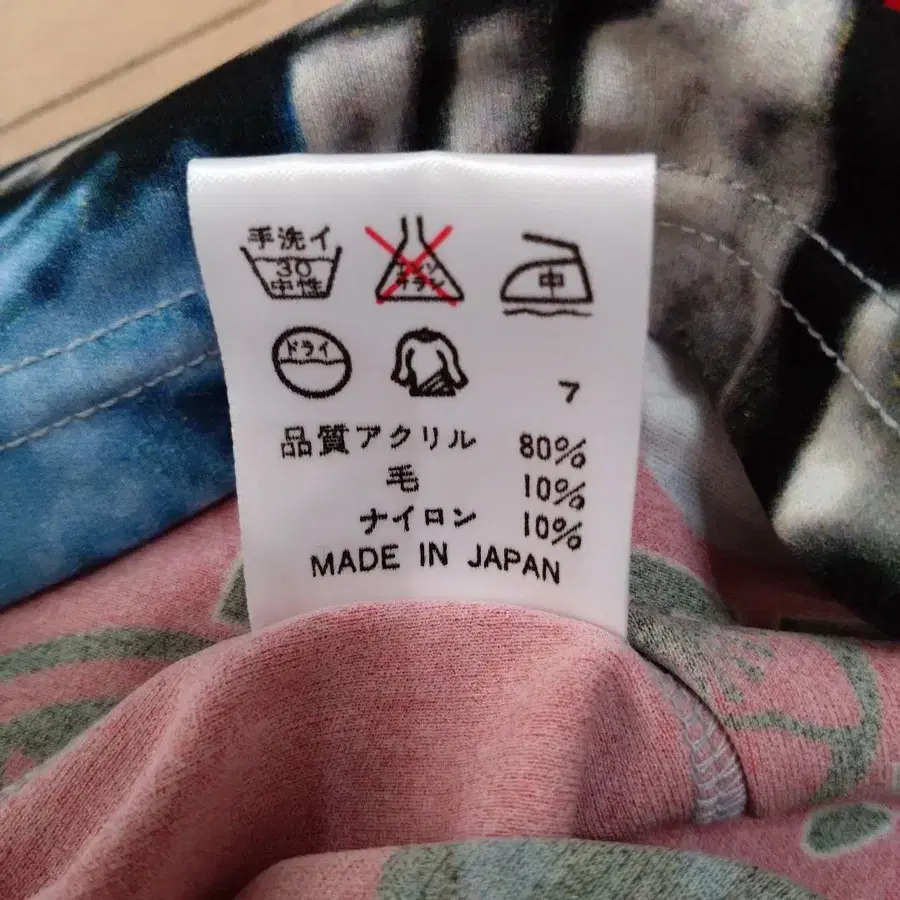 手洗イ
30
中性
エンソ
サラシ
中
ドライ
7
品質アクリル 80%
毛 10%
ナイロン 10%
MADE IN JAPAN